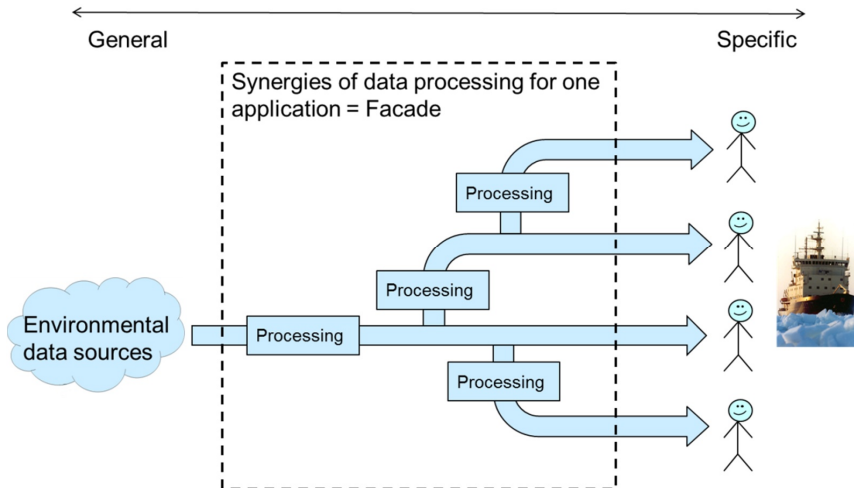 General
Specific
Synergies of data processing for one
application = Facade
Processing
Processing
Processing
Processing
Environmental
data sources